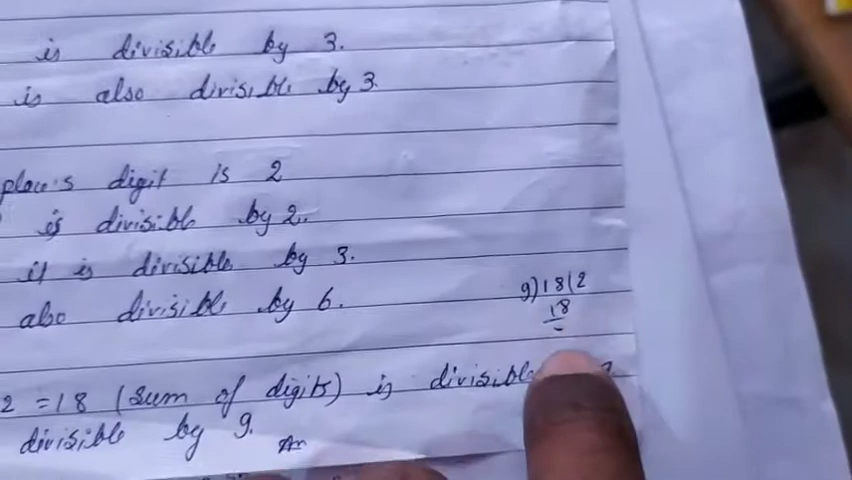 is divisible by 3.
is also divisible by 3.
place's digit is 2
is divisible by 2.
it is divisible by 3.
also divisible by 6.
9)18(2
18
2 =18 (Sum of digits) is divisible
divisible by 9.